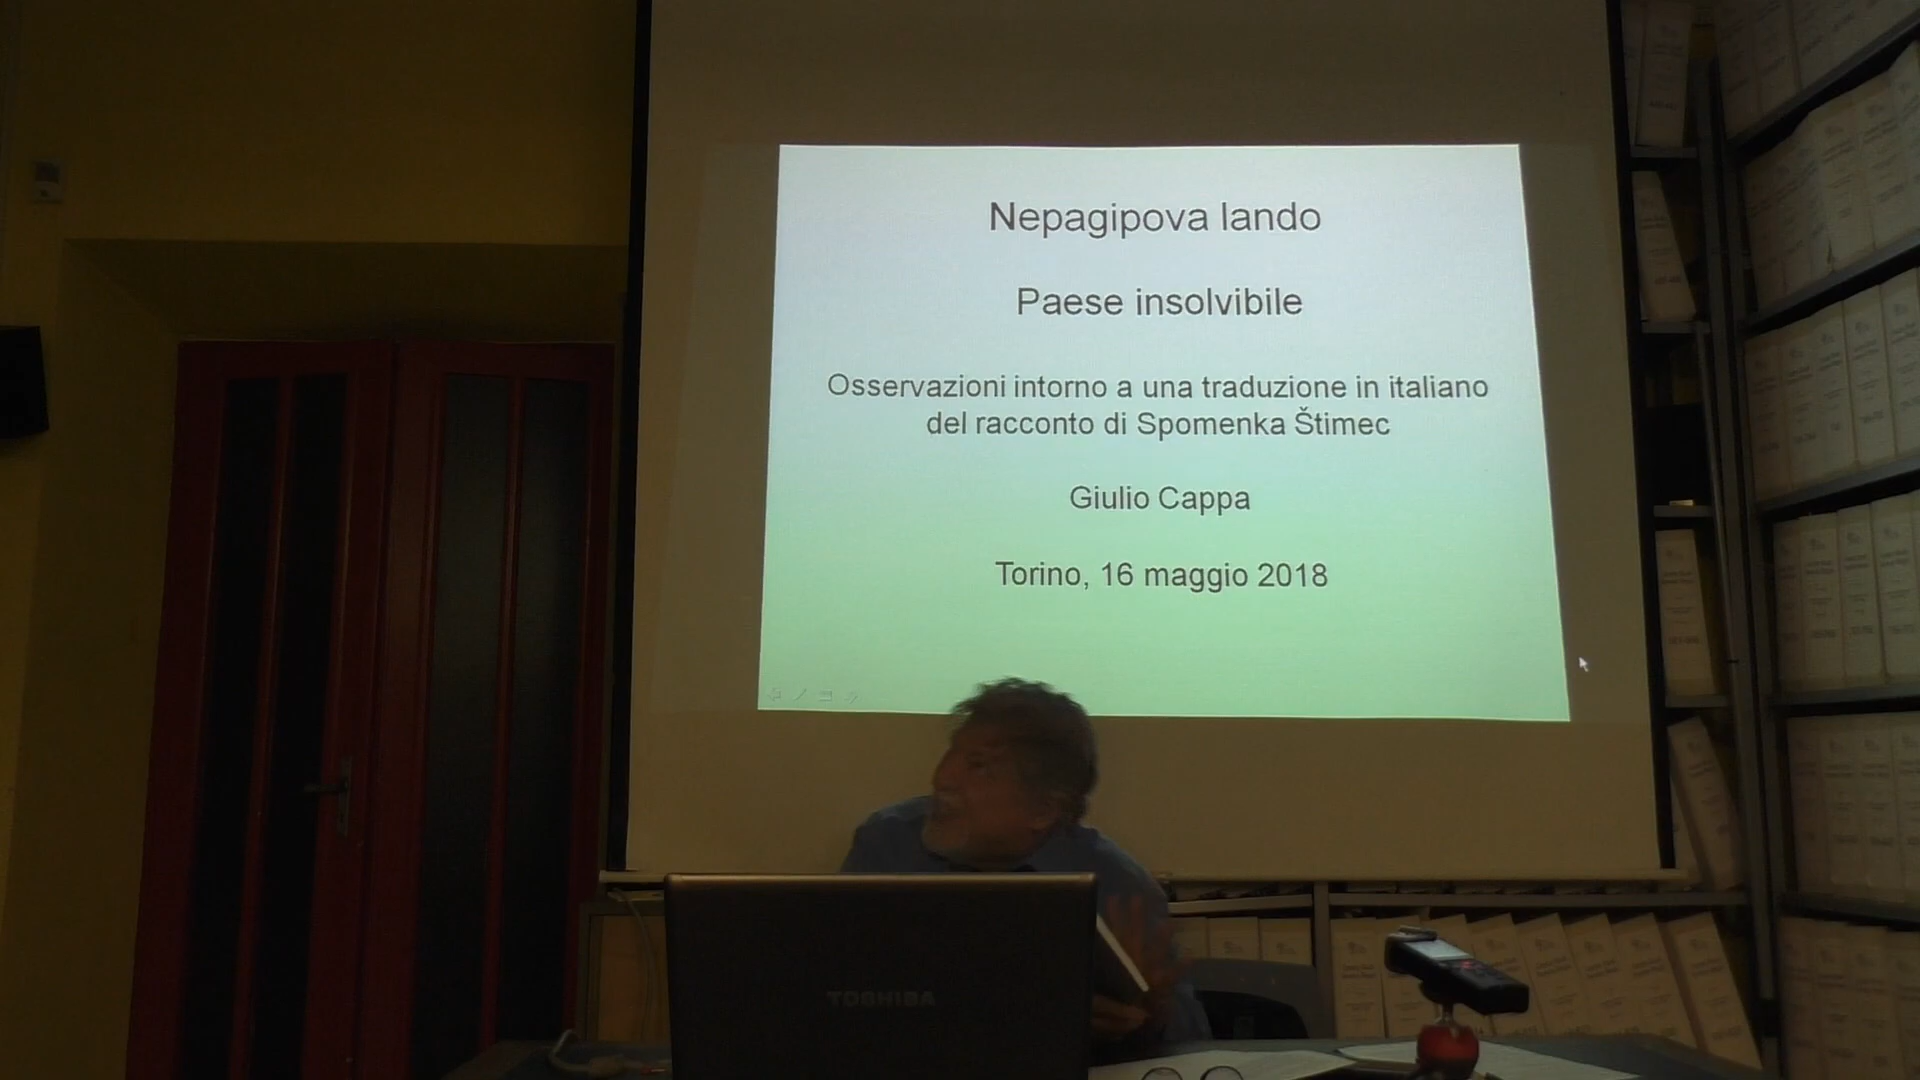 Nepagipova lando
Paese insolvibile
Osservazioni intorno a una traduzione in italiano
del racconto di Spomenka Štimec
Giulio Cappa
Torino, 16 maggio 2018
TOSHIBA